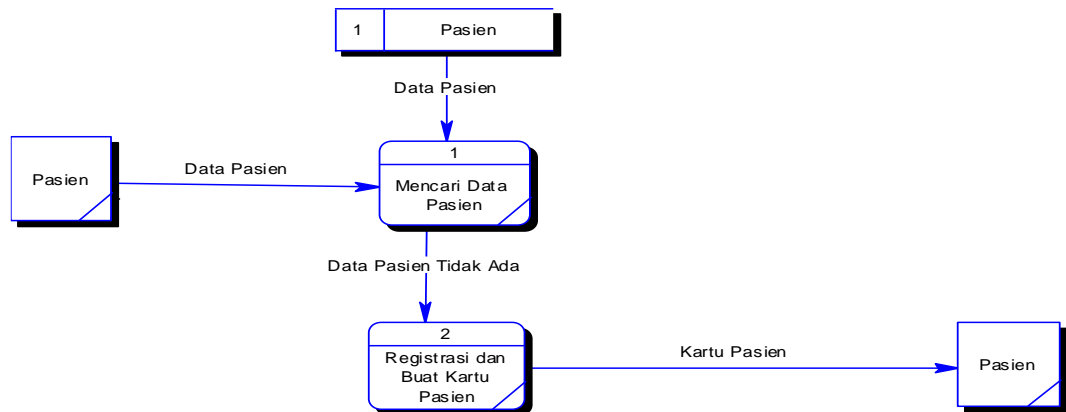 1 Pasien
Data Pasien
1
Pasien
Data Pasien
Mencari Data
Pasien
Data Pasien Tidak Ada
2
Registrasi dan
Buat Kartu
Pasien
Kartu Pasien
Pasien